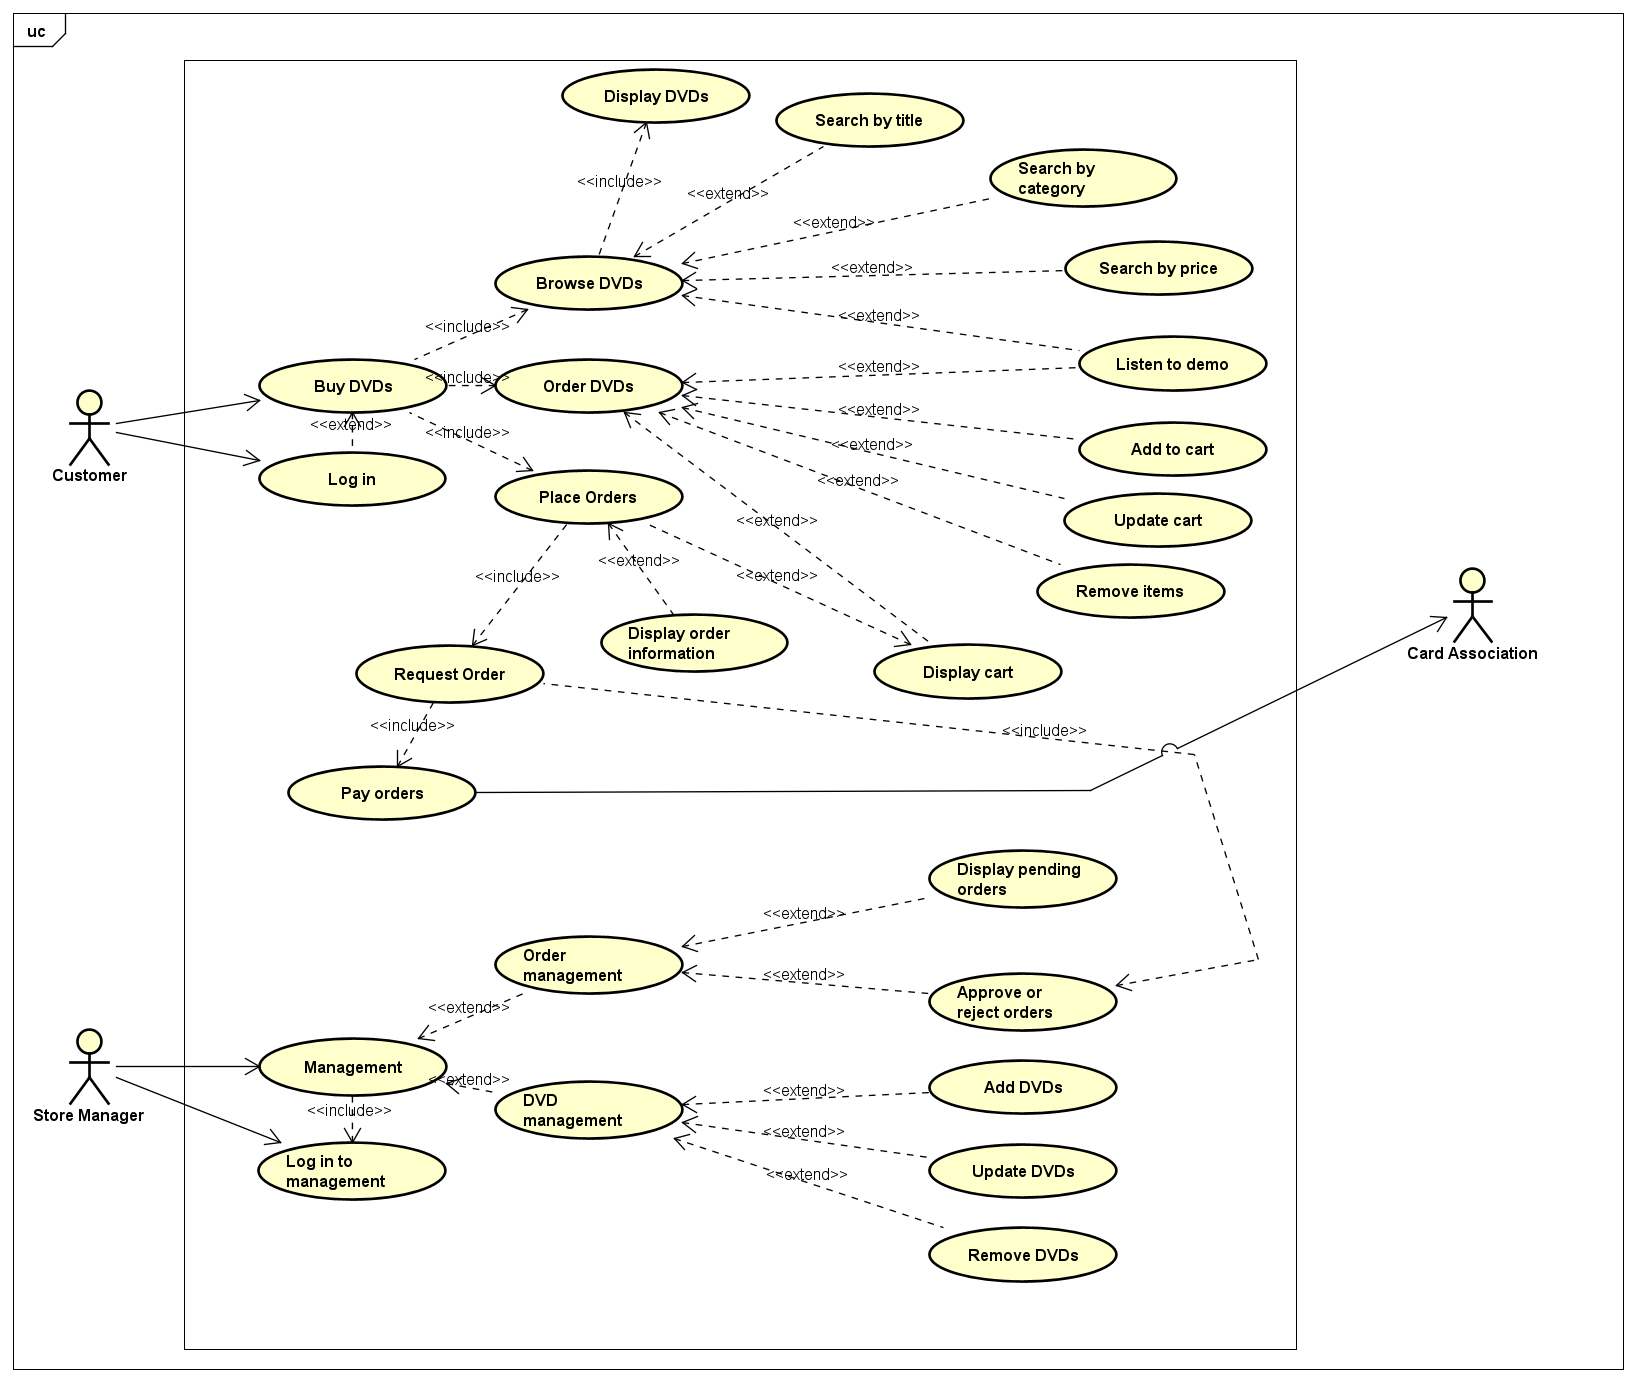 uc
Display DVDs
Search by title
Search by
category
<<include>>
<<extend>>
<<extend>>
Browse DVDs
<<extend>>
Search by price
<<include>>
<<extend>>
Buy DVDs
<<include>>
Order DVDs
<<extend>>
Listen to demo
<<extend>>
<<include>>
<<extend>>
<<extend>>
Add to cart
Customer
Log in
Place Orders
<<extend>>
Update cart
<<extend>>
<<include>>
<<extend>>
<<extend>>
Remove items
Display order
information
Card Association
Request Order
Display cart
<<include>>
<<include>>
Pay orders
Display pending
orders
<<extend>>
Order
management
<<extend>>
Approve or
reject orders
<<extend>>
Management
<<extend>>
Add DVDs
<<extend>>
Store Manager
<<include>>
DVD
management
<<extend>>
Log in to
management
<<extend>>
Update DVDs
Remove DVDs